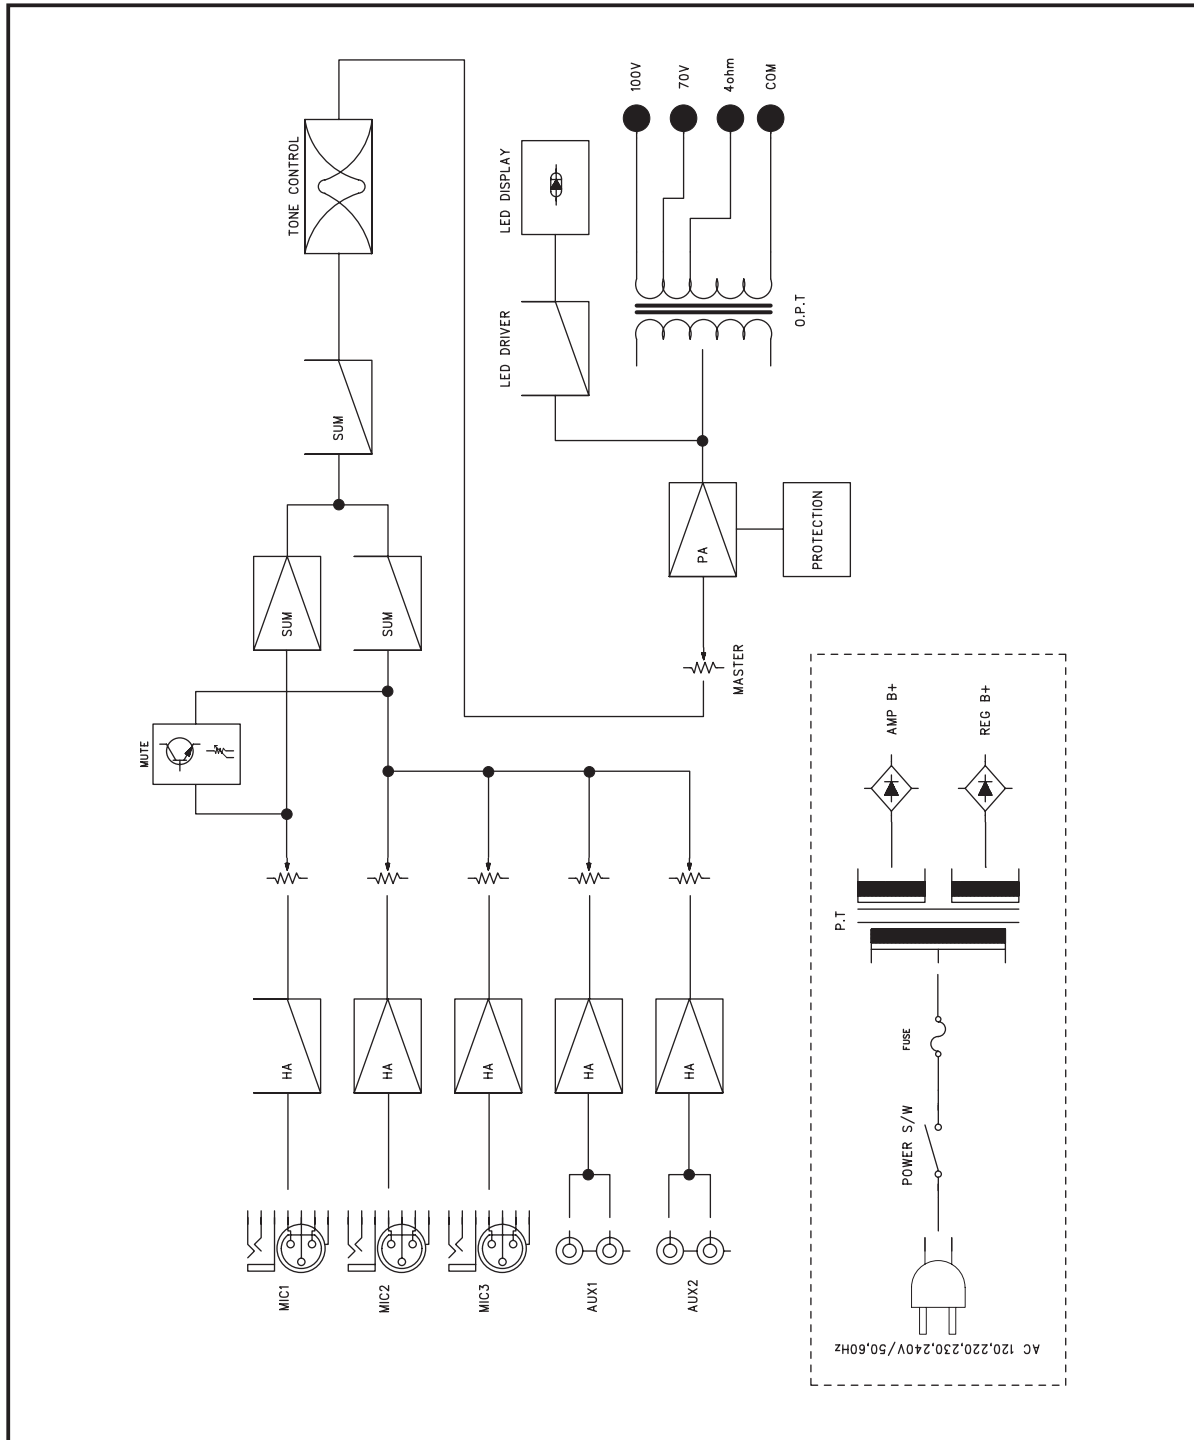 100V
70V
4ohm
COM
TONE CONTROL
LED DISPLAY
LED DRIVER
O.P.T
SUM
SUM
SUM
PA
PROTECTION
MASTER
MUTE
AMP B+
REG B+
P.T
HA
HA
HA
HA
HA
FUSE
POWER S/W
MIC1
MIC2
MIC3
AUX1
AUX2
AC 120,220,230,240V/50,60Hz